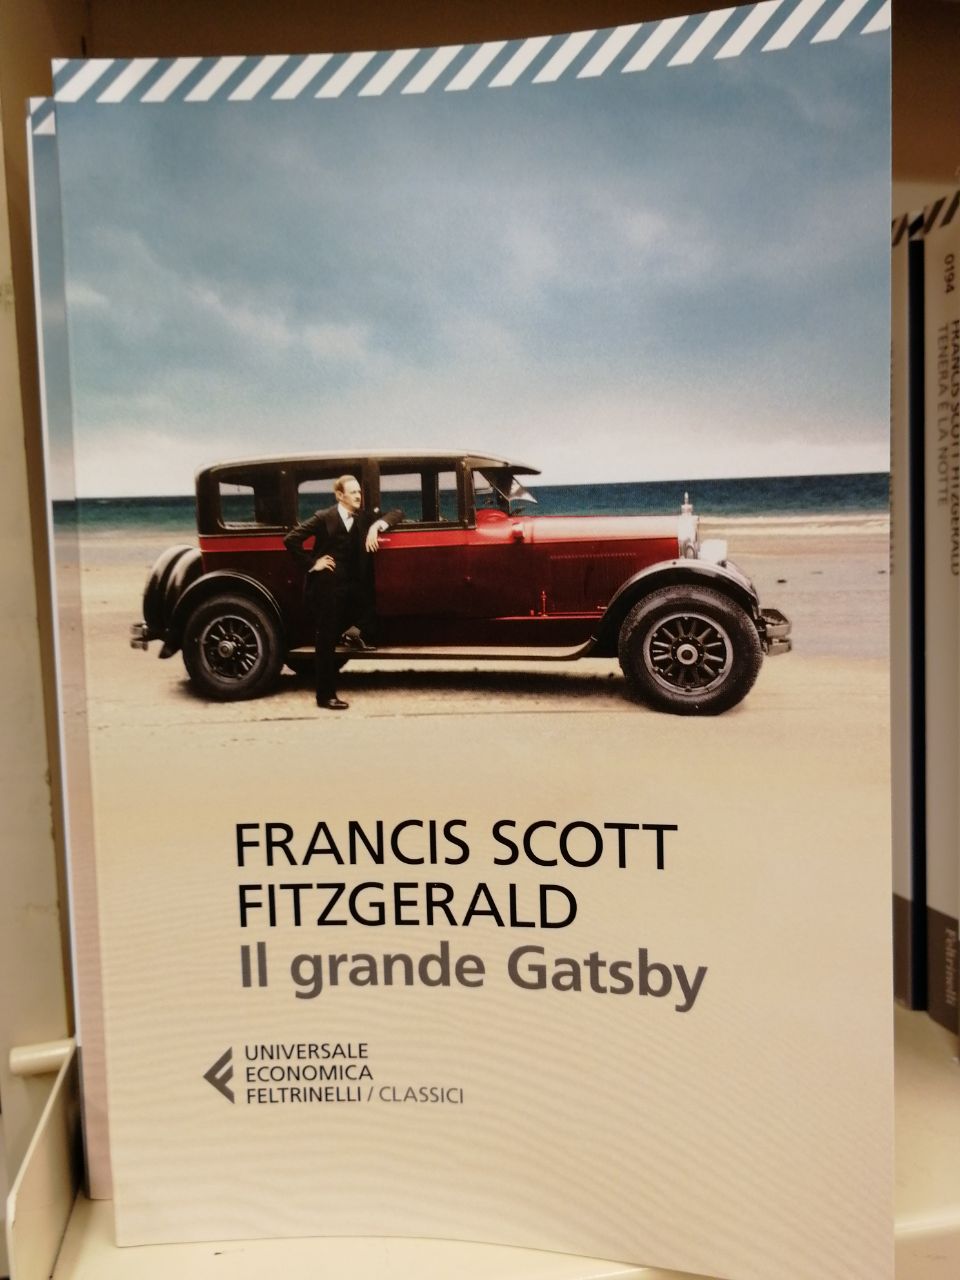 FRANCIS SCOTT
FITZGERALD
Il grande Gatsby
UNIVERSALE
ECONOMICA
FELTRINELLI / CLASSICI
0194
FRANCIS SCOTT FITZGERALD
TENERA È LA NOTTE
Feltrinelli